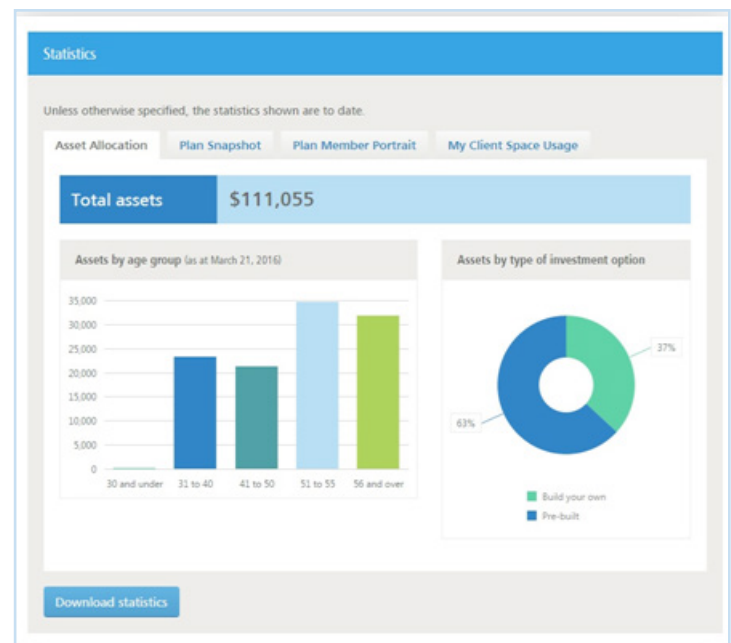 Statistics
Unless otherwise specified, the statistics shown are to date.
Asset Allocation Plan Snapshot Plan Member Portrait My Client Space Usage
Total assets $111,055
Assets by age group (as at March 21, 2016)
35,000
30,000
25,000
20,000
15,000
10,000
5,000
0
30 and under 31 to 40 41 to 50 51 to 55 56 and over
Assets by type of investment option
37%
63%
Build your own
Pre-built
Download statistics